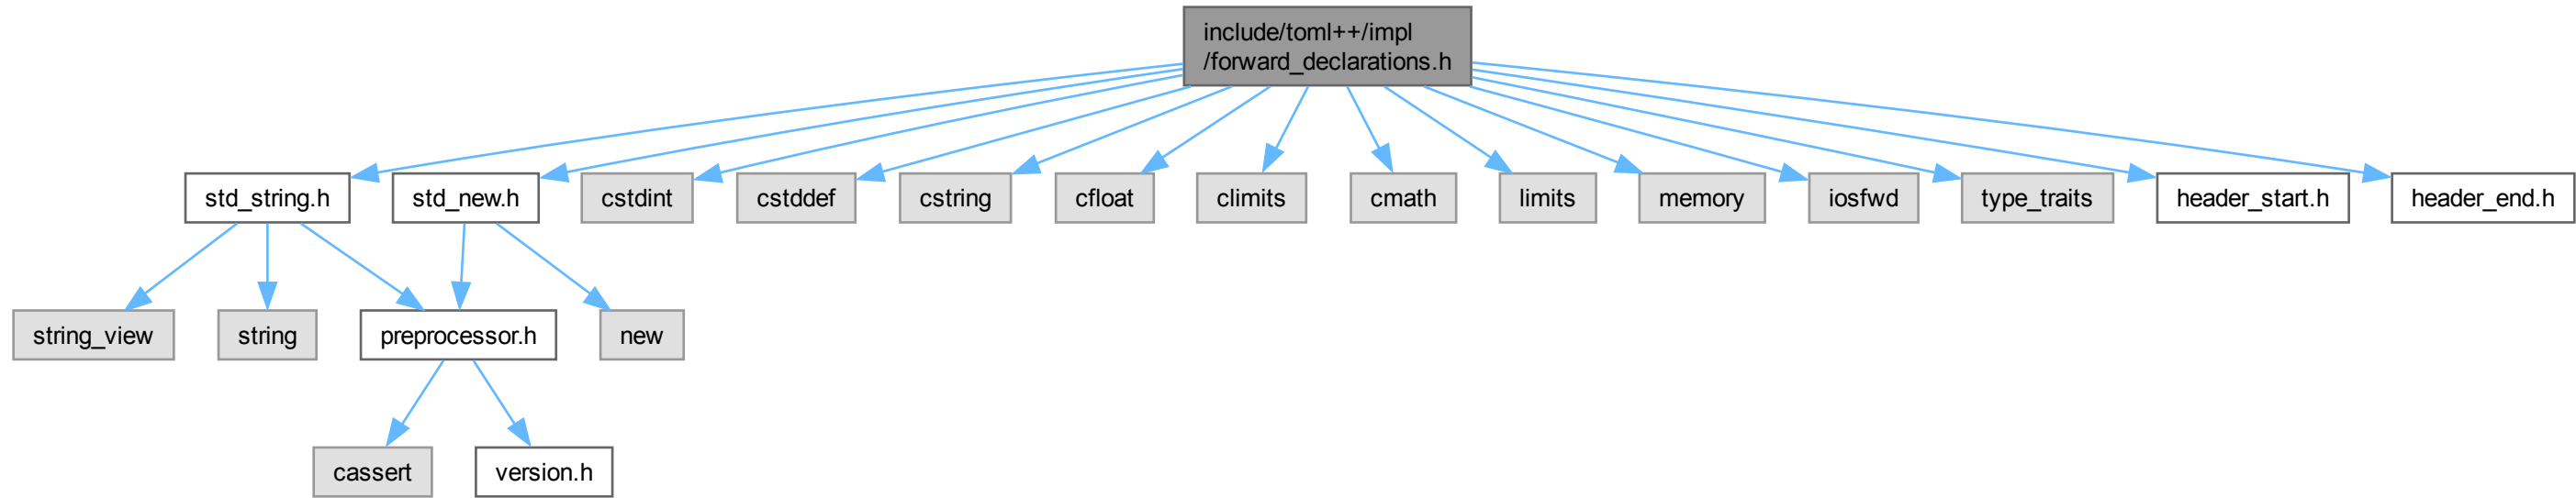 include/toml++/impl
/forward_declarations.h
std_string.h
std_new.h
cstdint
cstddef
cstring
cfloat
climits
cmath
limits
memory
iosfwd
type_traits
header_start.h
header_end.h
string_view
string
preprocessor.h
new
cassert
version.h